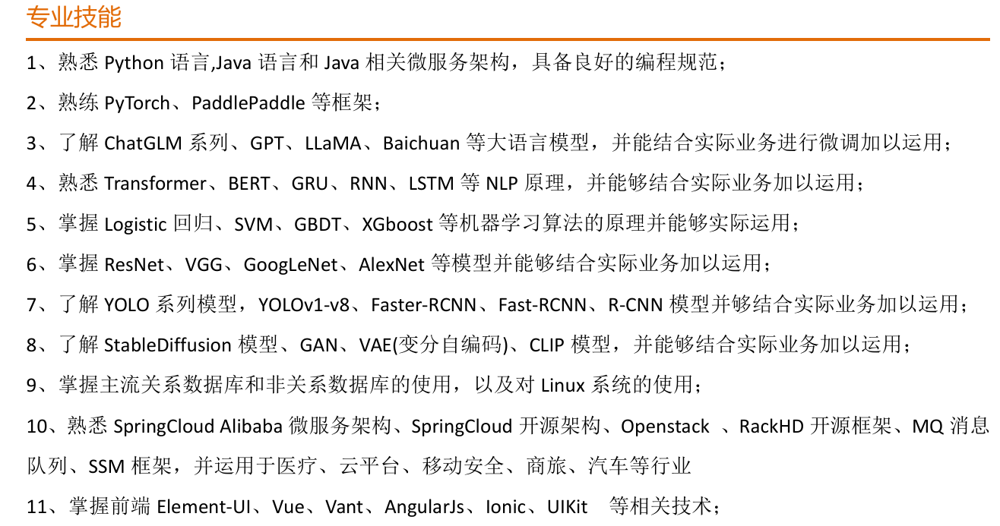 专业技能
1、熟悉 Python 语言,Java 语言和 Java 相关微服务架构，具备良好的编程规范；
2、熟练 PyTorch、PaddlePaddle 等框架；
3、了解 ChatGLM 系列、GPT、LLaMA、Baichuan 等大语言模型，并能结合实际业务进行微调加以运用；
4、熟悉 Transformer、BERT、GRU、RNN、LSTM 等 NLP 原理，并能够结合实际业务加以运用；
5、掌握 Logistic 回归、SVM、GBDT、XGboost 等机器学习算法的原理并能够实际运用；
6、掌握 ResNet、VGG、GoogLeNet、AlexNet 等模型并能够结合实际业务加以运用；
7、了解 YOLO 系列模型，YOLOv1-v8、Faster-RCNN、Fast-RCNN、R-CNN 模型并够结合实际业务加以运用；
8、了解 StableDiffusion 模型、GAN、VAE(变分自编码)、CLIP 模型，并能够结合实际业务加以运用；
9、掌握主流关系数据库和非关系数据库的使用，以及对 Linux 系统的使用；
10、熟悉 SpringCloud Alibaba 微服务架构、SpringCloud 开源架构、Openstack 、RackHD 开源框架、MQ 消息
队列、SSM 框架，并运用于医疗、云平台、移动安全、商旅、汽车等行业
11、掌握前端 Element-UI、Vue、Vant、AngularJs、Ionic、UIKit 等相关技术；